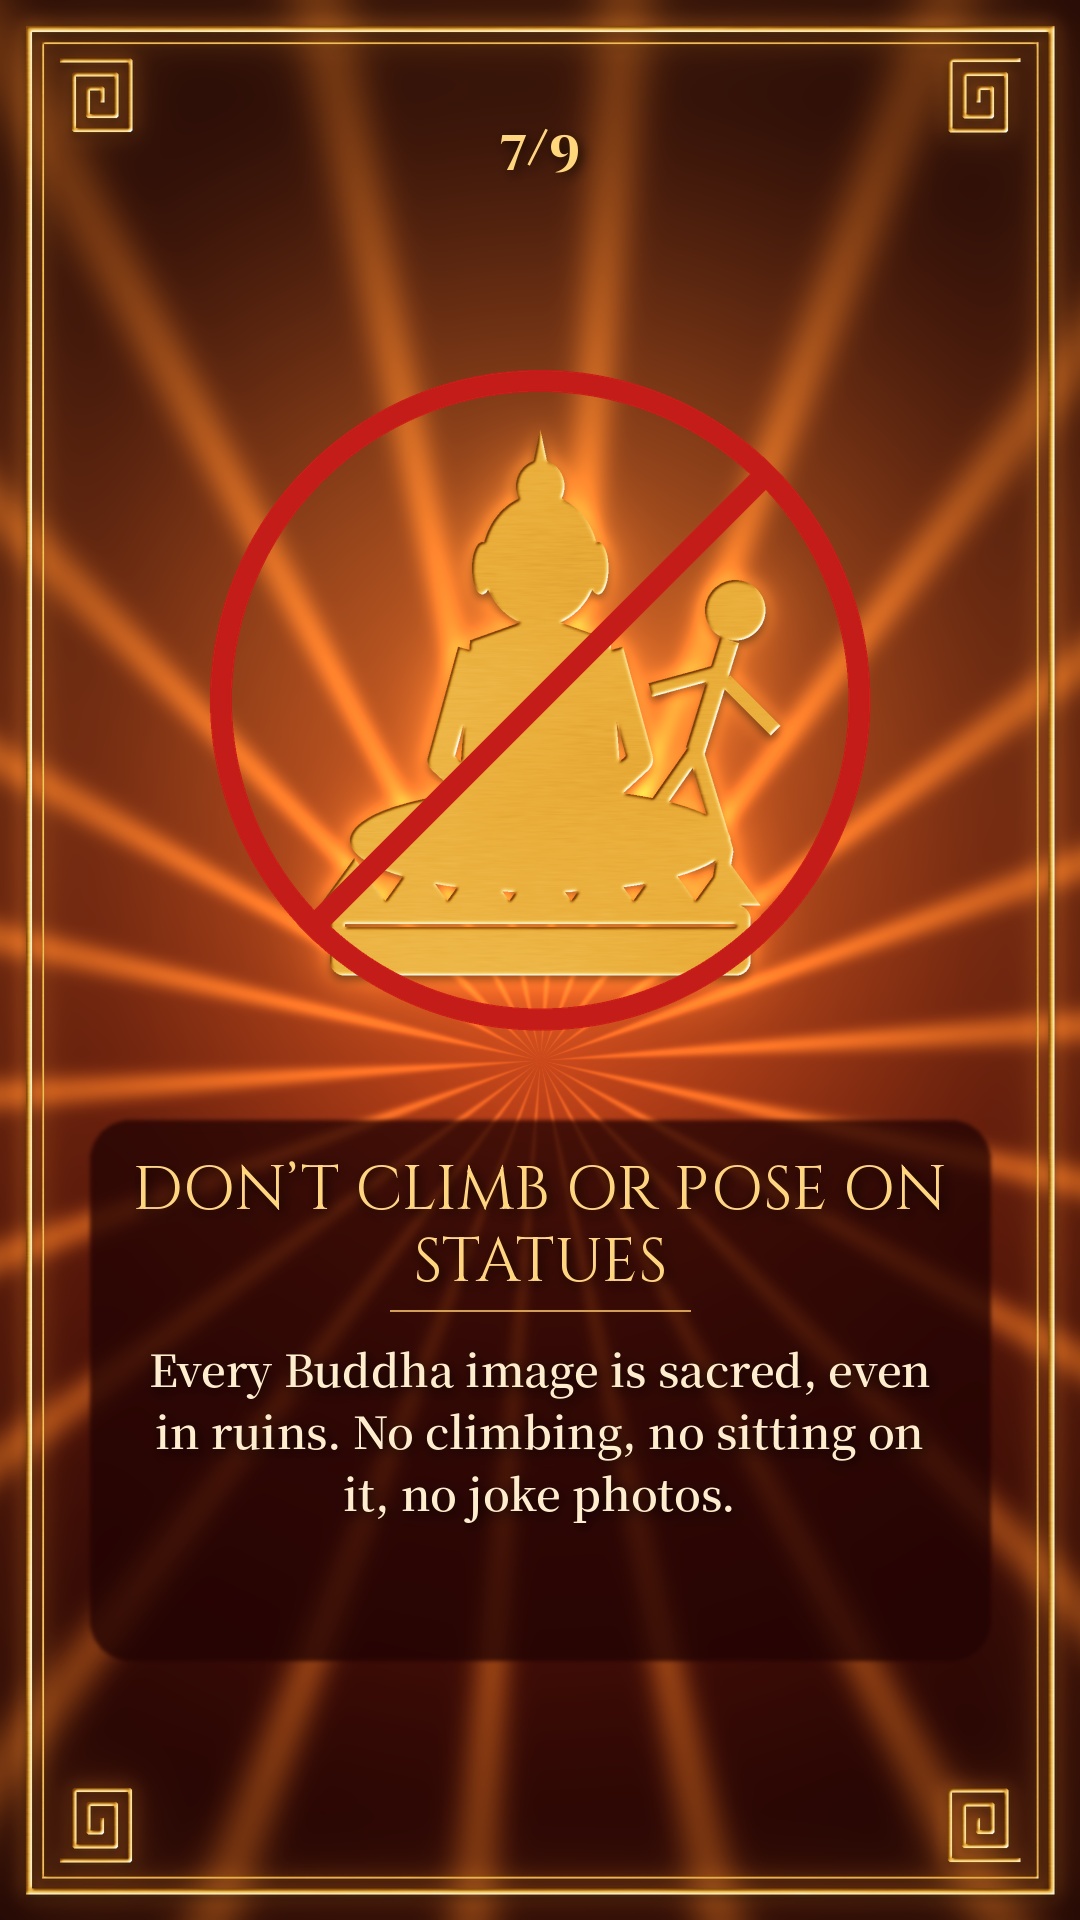 7/9
DON’T CLIMB OR POSE ON
STATUES
Every Buddha image is sacred, even
in ruins. No climbing, no sitting on
it, no joke photos.